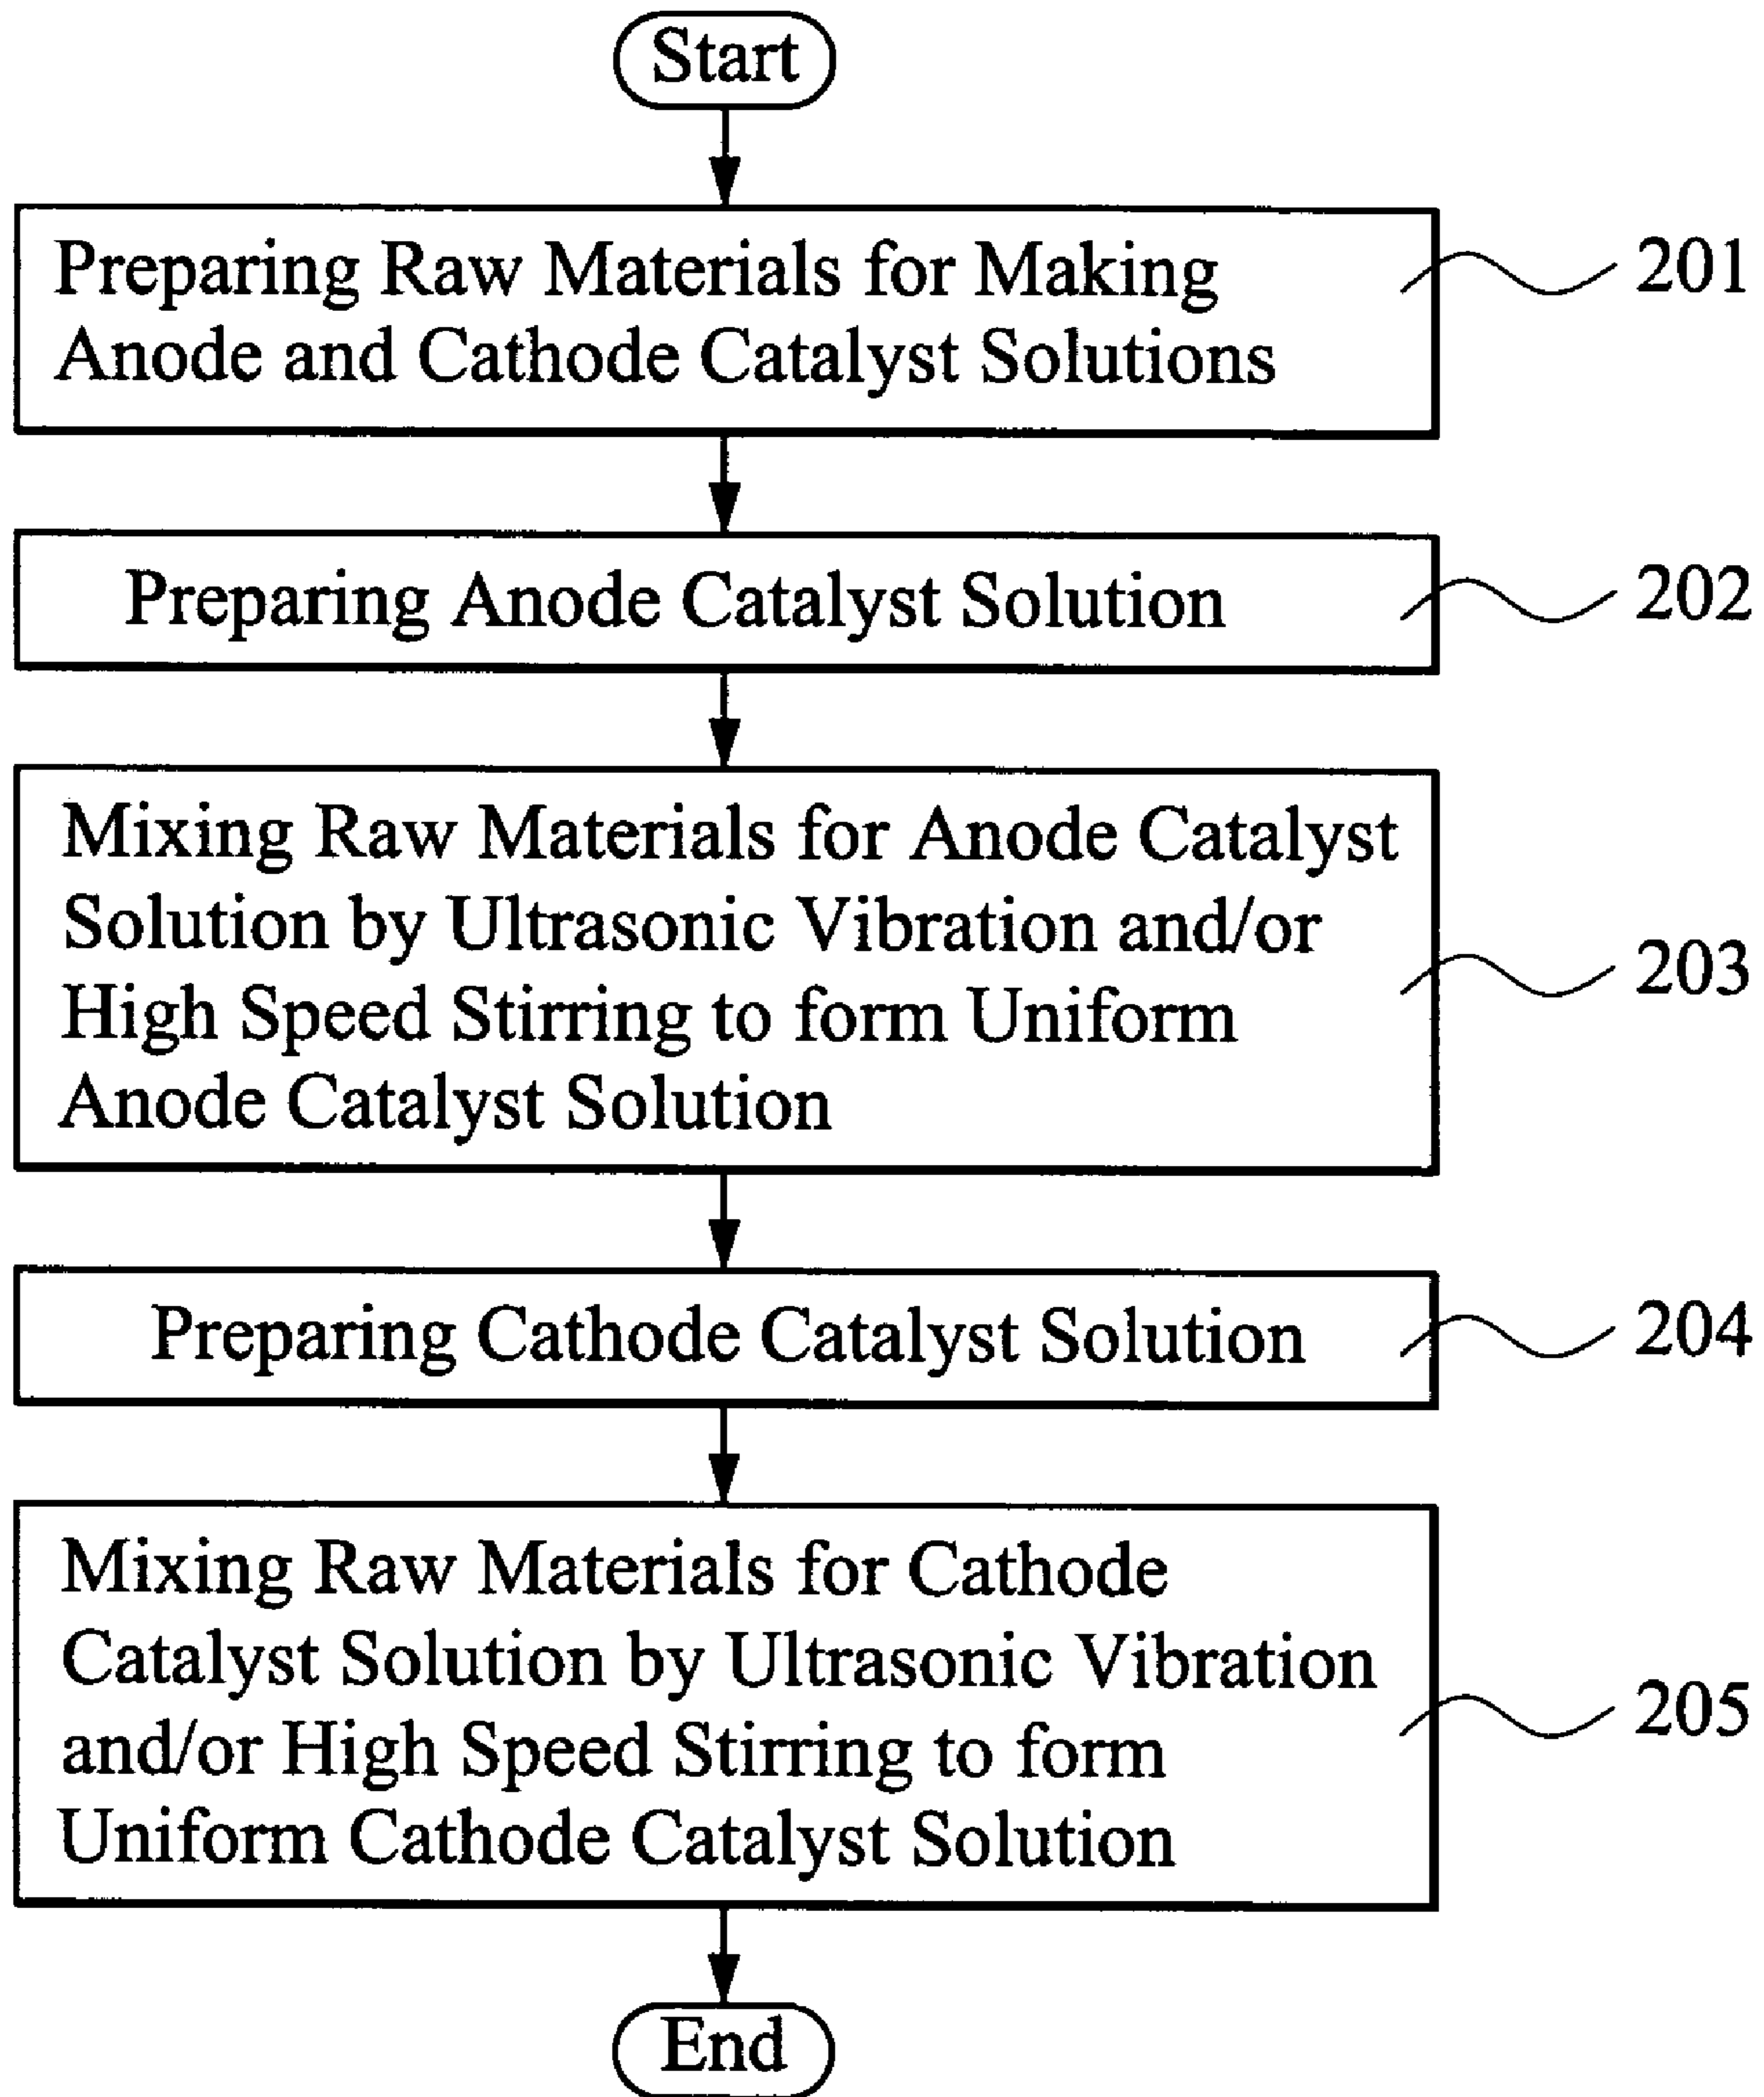 Start
Preparing Raw Materials for Making
Anode and Cathode Catalyst Solutions
201
Preparing Anode Catalyst Solution
202
Mixing Raw Materials for Anode Catalyst
Solution by Ultrasonic Vibration and/or
High Speed Stirring to form Uniform
Anode Catalyst Solution
203
Preparing Cathode Catalyst Solution
204
Mixing Raw Materials for Cathode
Catalyst Solution by Ultrasonic Vibration
and/or High Speed Stirring to form
Uniform Cathode Catalyst Solution
205
End